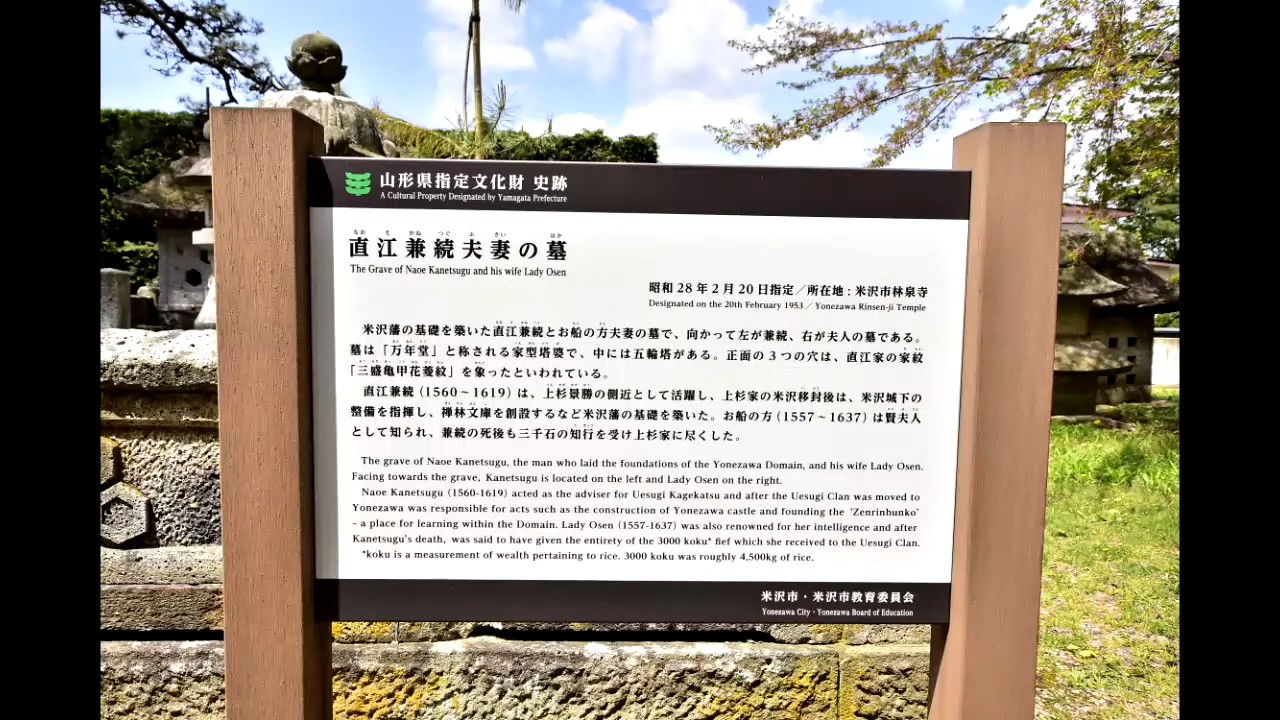 山形県指定文化財 史跡
A Cultural Property Designated by Yamagata Prefecture
直江兼続夫妻の墓
The Grave of Naoe Kanetsugu and his wife Lady Osen
昭和28年2月20日指定／所在地：米沢市林泉寺
Designated on the 20th February 1953／Yonezawa Rinsen-ji Temple
米沢藩の基礎を築いた直江兼続とお船の方夫妻の墓で、向かって左が兼続、右が夫人の墓である。
墓は「万年堂」と称される家型塔婆で、中には五輪塔がある。正面の3つの穴は、直江家の家紋
「三盛亀甲花菱紋」を象ったといわれている。
直江兼続（1560～1619）は、上杉景勝の側近として活躍し、上杉家の米沢移封後は、米沢城下の
整備を指揮し、禅林文庫を創設するなど米沢藩の基礎を築いた。お船の方（1557～1637）は賢夫人
として知られ、兼続の死後も三千石の知行を受け上杉家に尽くした。
The grave of Naoe Kanetsugu, the man who laid the foundations of the Yonezawa Domain, and his wife Lady Osen.
Facing towards the grave, Kanetsugu is located on the left and Lady Osen on the right.
Naoe Kanetsugu (1560-1619) acted as the adviser for Uesugi Kagekatsu and after the Uesugi Clan was moved to
Yonezawa was responsible for acts such as the construction of Yonezawa castle and founding the 'Zenrinbunko'
– a place for learning within the Domain. Lady Osen (1557-1637) was also renowned for her intelligence and after
Kanetsugu's death, was said to have given the entirety of the 3000 koku* fief which she received to the Uesugi Clan.
*koku is a measurement of wealth pertaining to rice. 3000 koku was roughly 4,500kg of rice.
米沢市・米沢市教育委員会
Yonezawa City・Yonezawa Board of Education